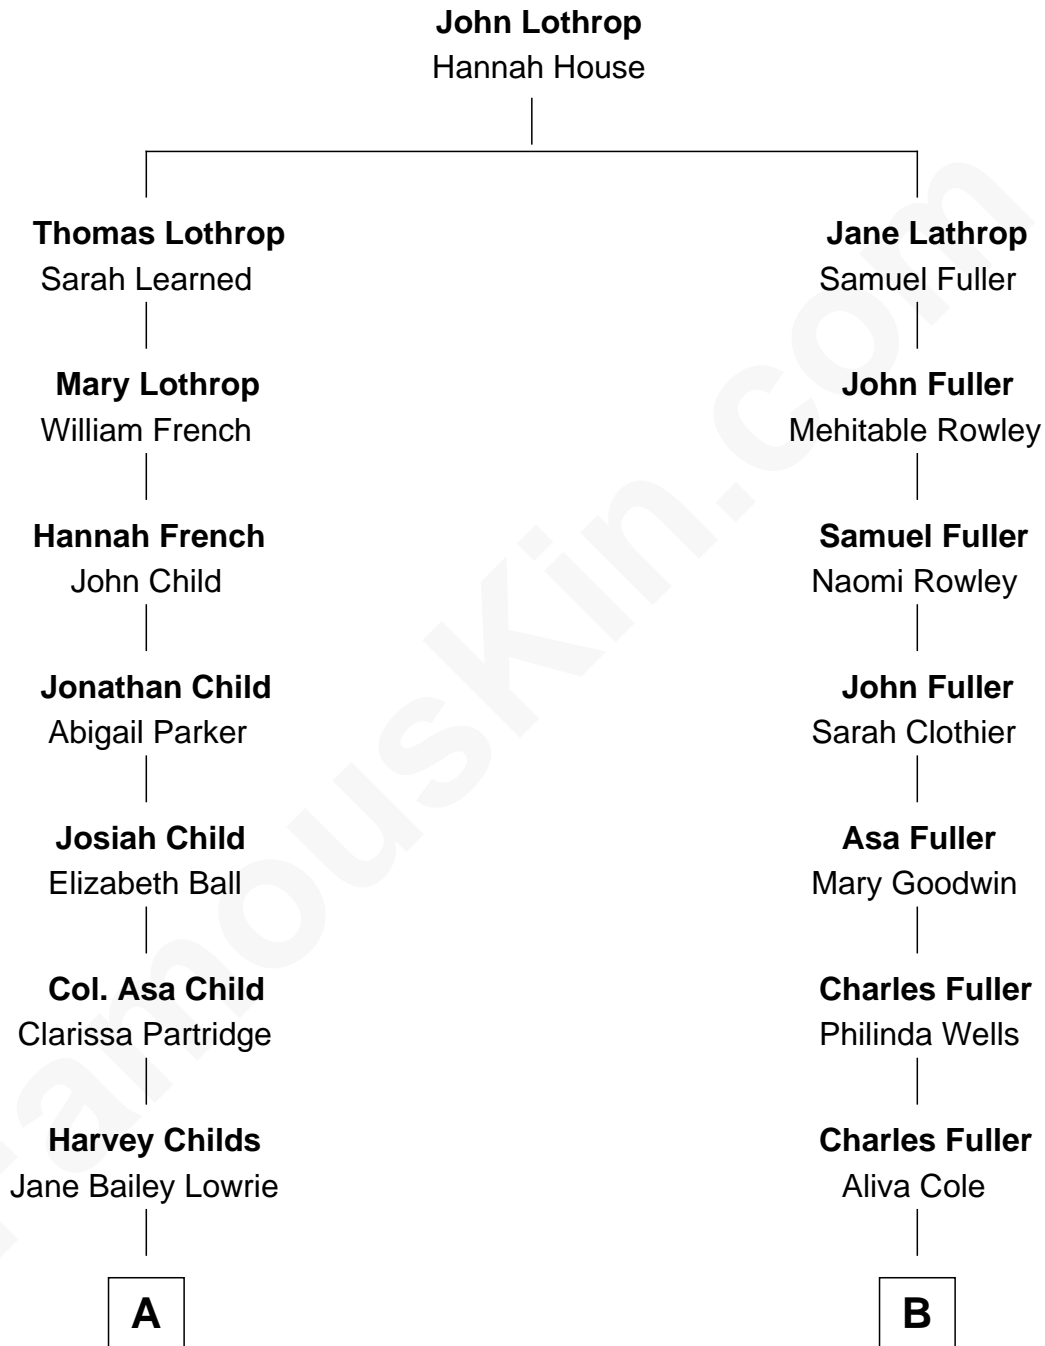 John Lothrop
Hannah House
Thomas Lothrop
Sarah Learned
Jane Lathrop
Samuel Fuller
Mary Lothrop
William French
John Fuller
Mehitable Rowley
Hannah French
John Child
Samuel Fuller
Naomi Rowley
Jonathan Child
Abigail Parker
John Fuller
Sarah Clothier
Josiah Child
Elizabeth Ball
Asa Fuller
Mary Goodwin
Col. Asa Child
Clarissa Partridge
Charles Fuller
Philinda Wells
Harvey Childs
Jane Bailey Lowrie
Charles Fuller
Aliva Cole
A
B
FamousKin.com